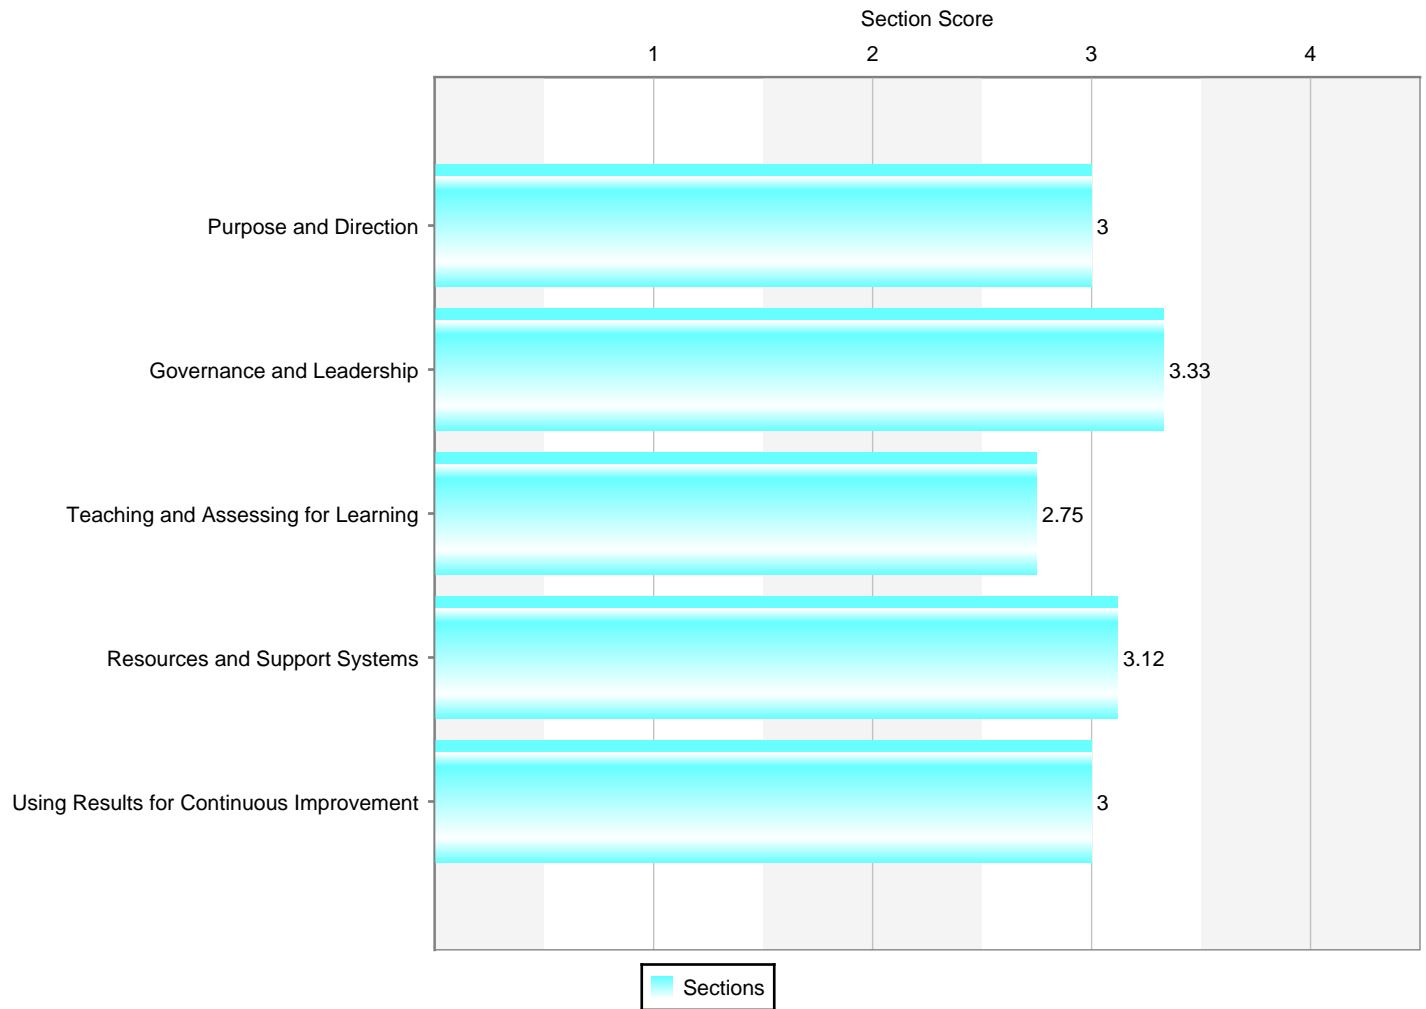 Section Score
1 2 3 4
Purpose and Direction 3
Governance and Leadership 3.33
Teaching and Assessing for Learning 2.75
Resources and Support Systems 3.12
Using Results for Continuous Improvement 3
Sections